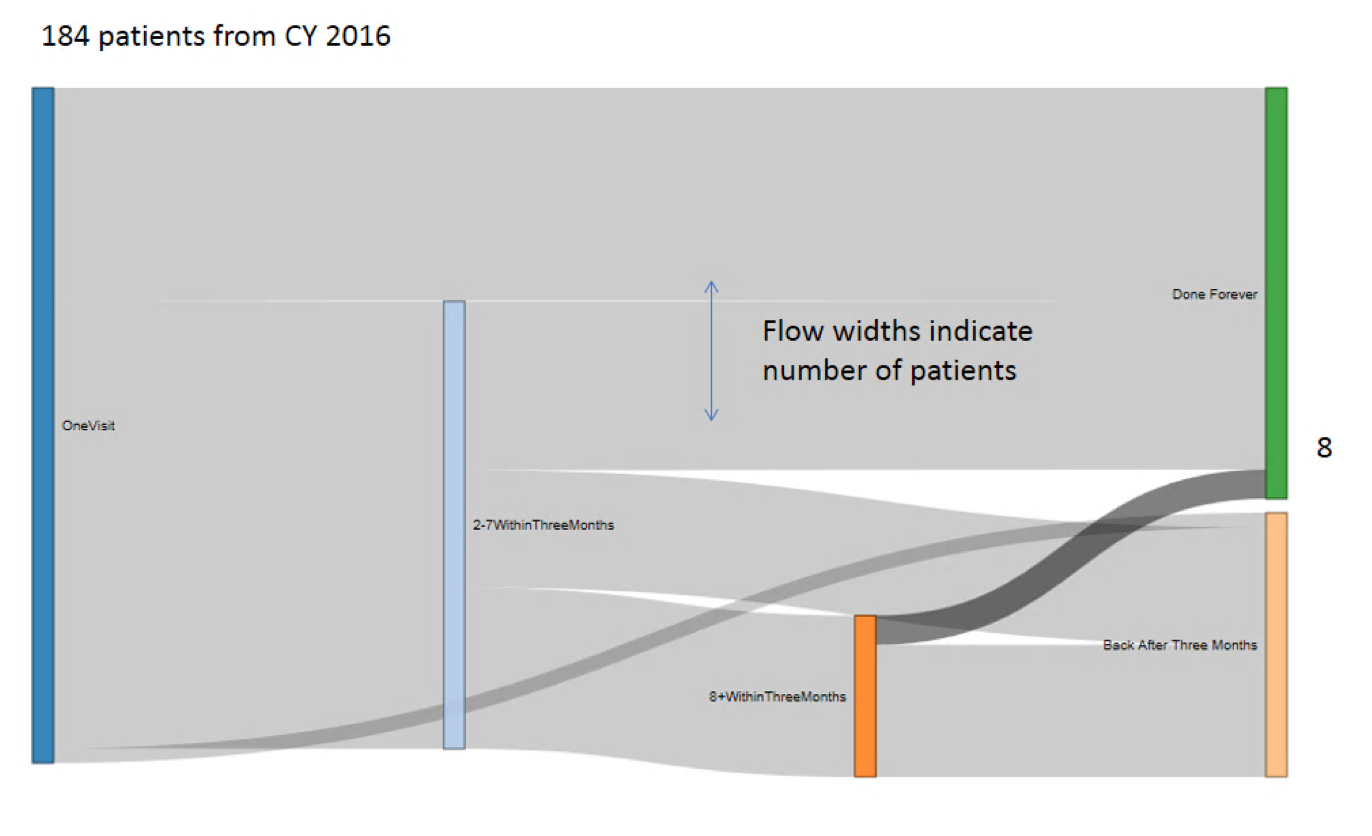 184 patients from CY 2016
Done Forever
Flow widths indicate
number of patients
OneVisit
8
2-7WithinThreeMonths
Back After Three Months
8+WithinThreeMonths